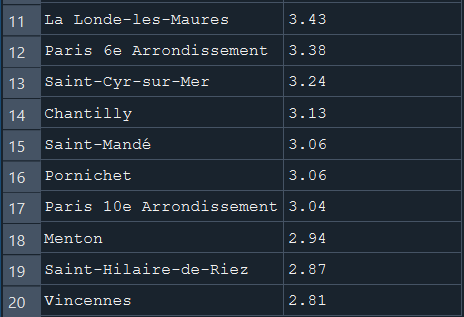 11 La Londe-les-Maures 3.43
12 Paris 6e Arrondissement 3.38
13 Saint-Cyr-sur-Mer 3.24
14 Chantilly 3.13
15 Saint-Mandé 3.06
16 Pornichet 3.06
17 Paris 10e Arrondissement 3.04
18 Menton 2.94
19 Saint-Hilaire-de-Riez 2.87
20 Vincennes 2.81